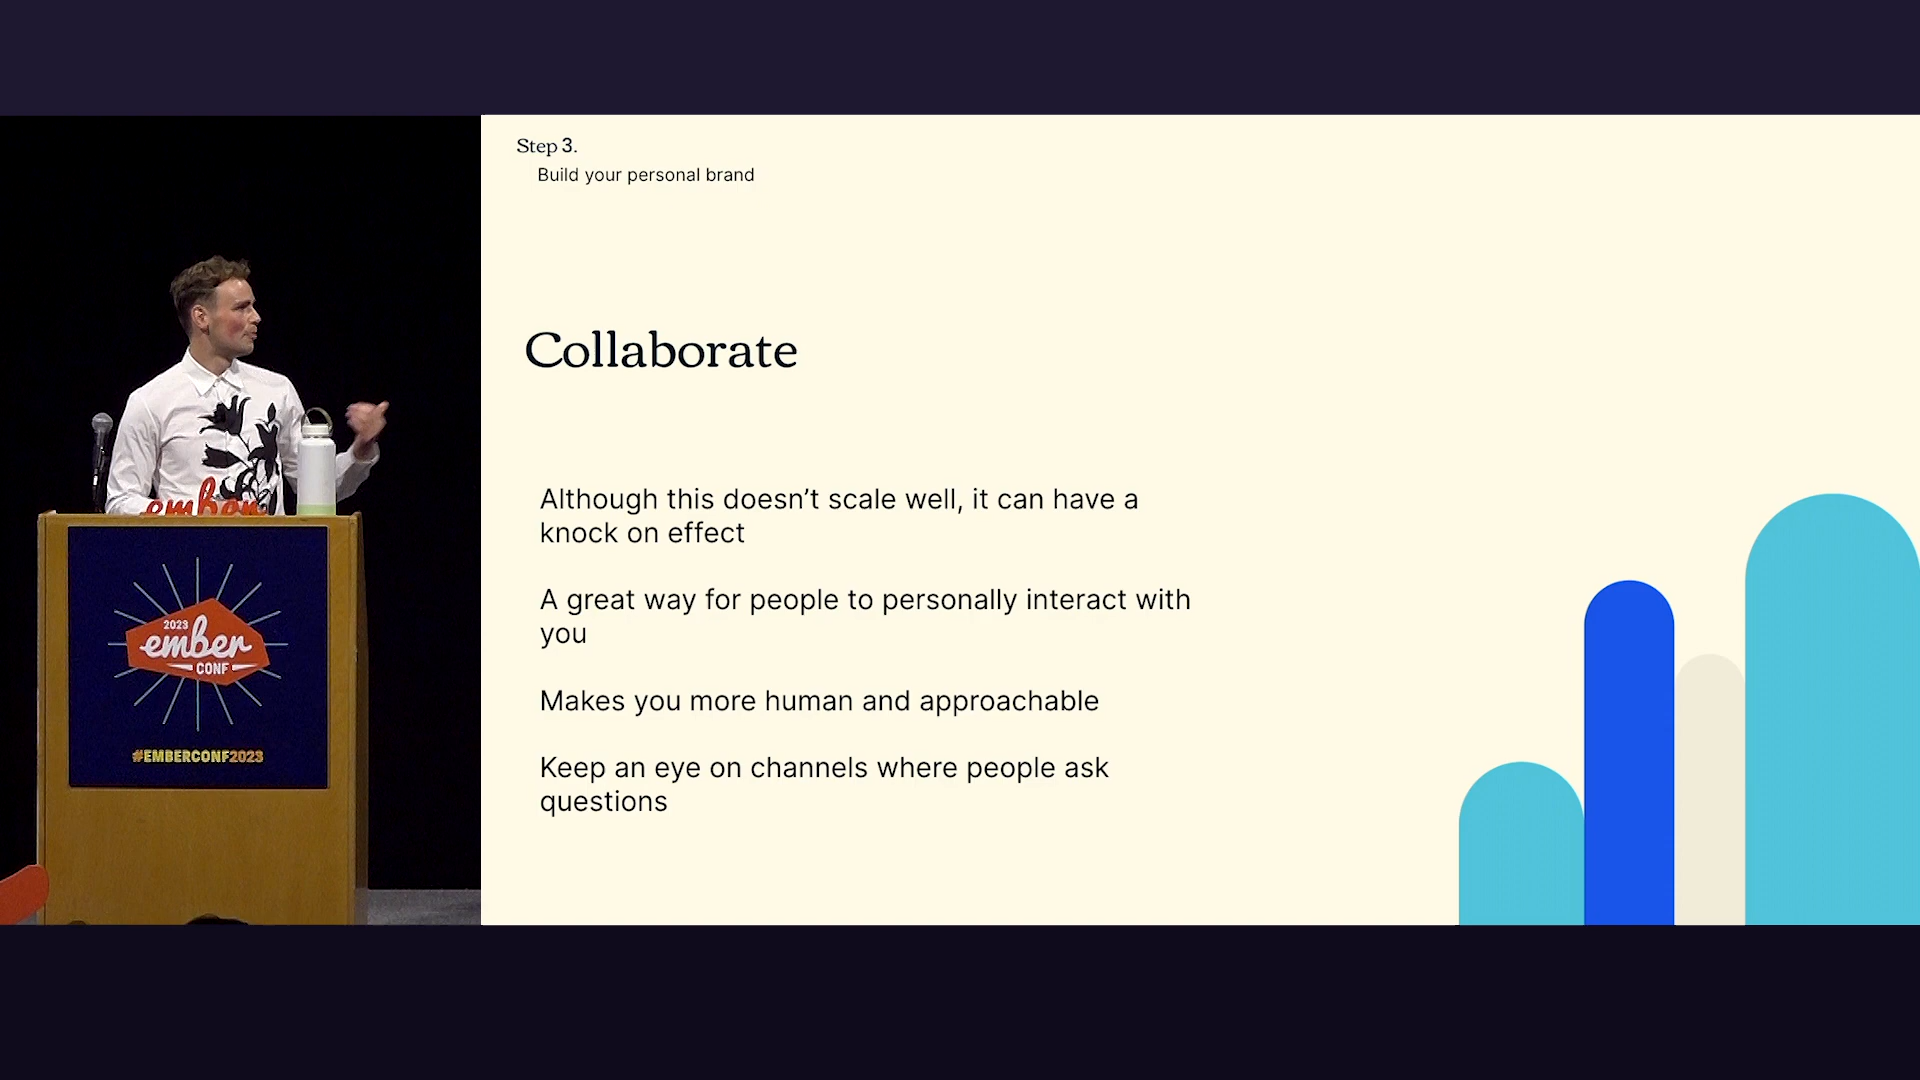 Step 3.
Build your personal brand
Collaborate
Although this doesn’t scale well, it can have a
knock on effect
A great way for people to personally interact with
you
Makes you more human and approachable
Keep an eye on channels where people ask
questions
ember
2023
ember
CONF
#EMBERCONF2023